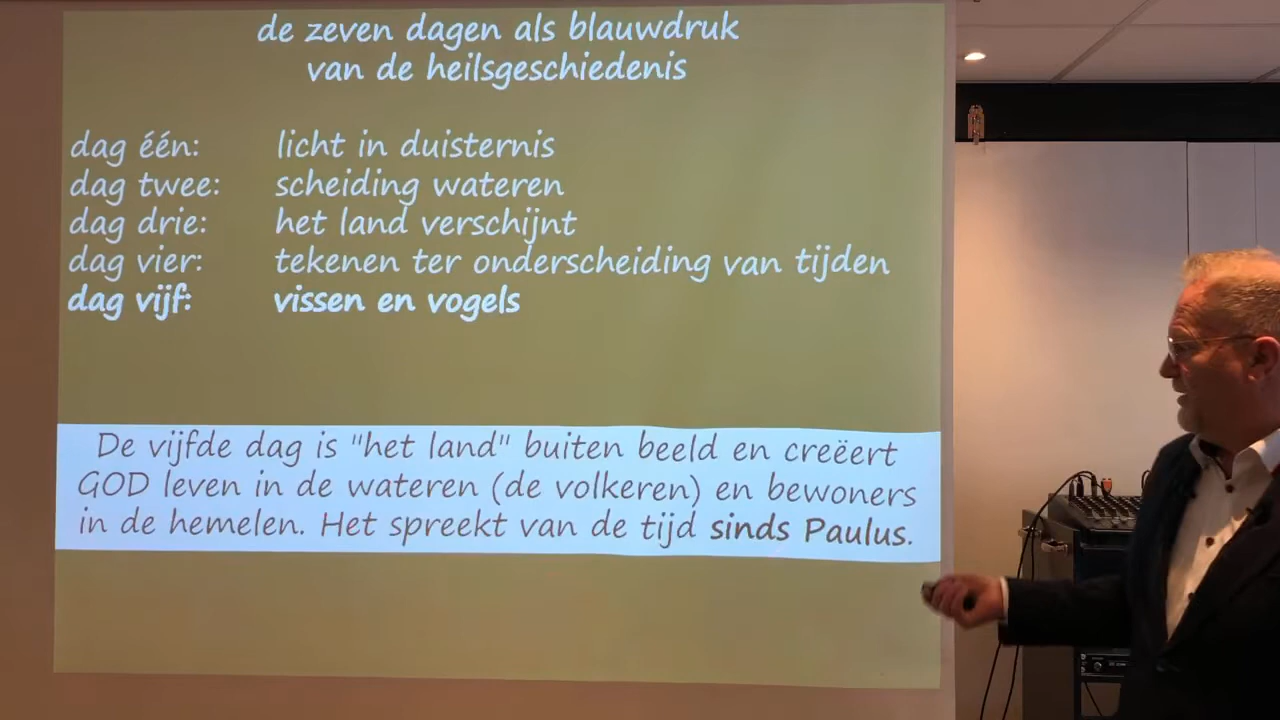 de zeven dagen als blauwdruk
van de heilsgeschiedenis
dag één: licht in duisternis
dag twee: scheiding wateren
dag drie: het land verschijnt
dag vier: tekenen ter onderscheiding van tijden
dag vijf: vissen en vogels
De vijfde dag is "het land" buiten beeld en creëert
GOD leven in de wateren (de volkeren) en bewoners
in de hemelen. Het spreekt van de tijd sinds Paulus.